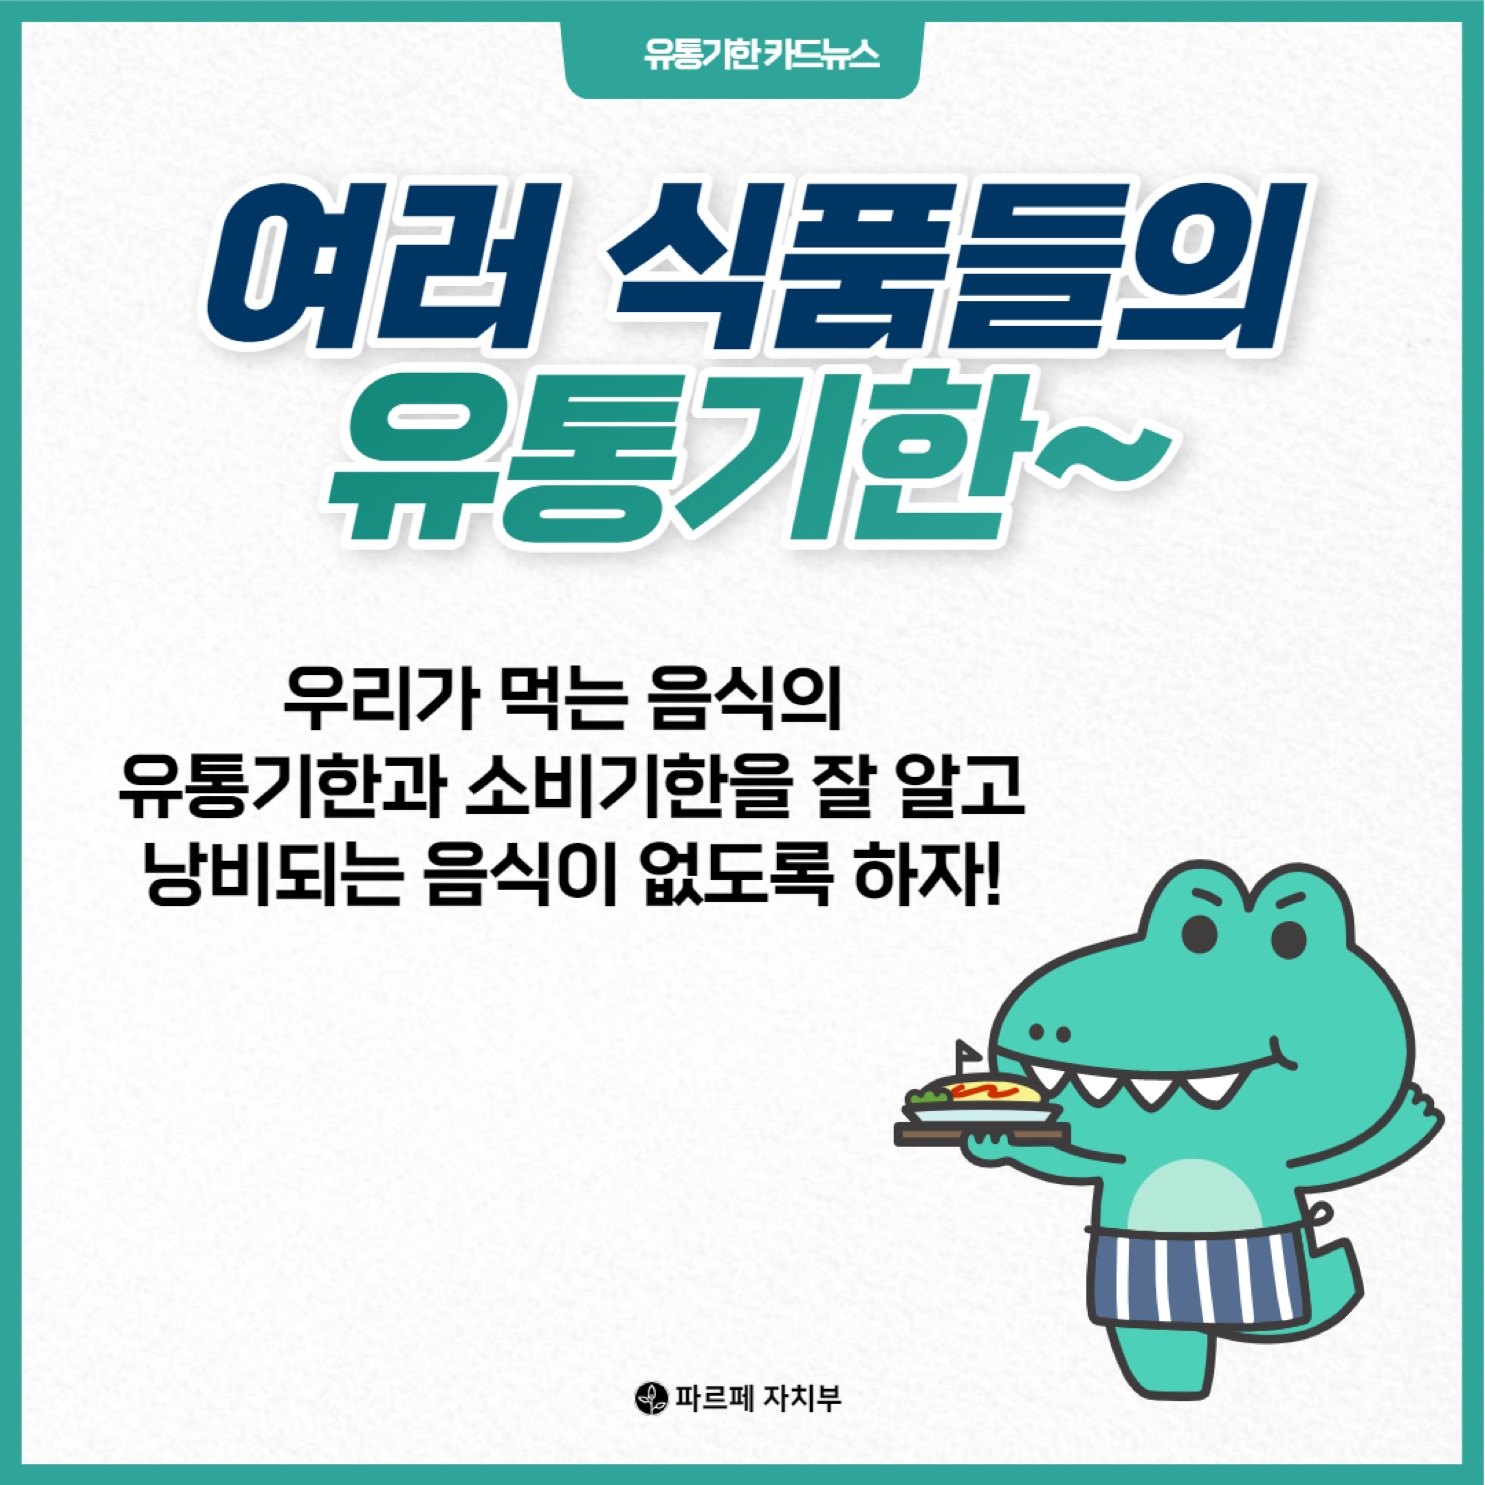 유통기한 카드뉴스
여러 식품들의
유통기한~
우리가 먹는 음식의
유통기한과 소비기한을 잘 알고
낭비되는 음식이 없도록 하자!
파르페 자치부